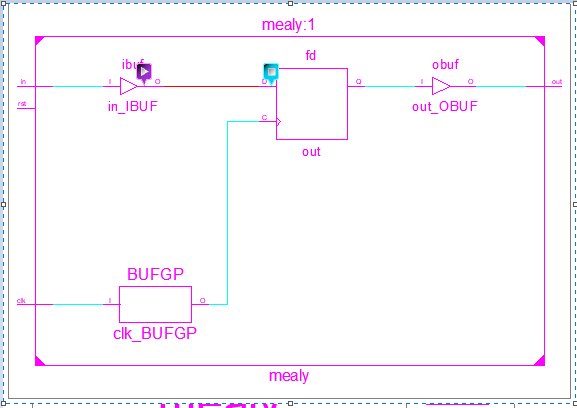 mealy:1
ibuf
fd
obuf
in
I
O
D
Q
I
O
out
rst
in_IBUF
out_OBUF
C
out
BUFGP
clk
I
O
clk_BUFGP
mealy